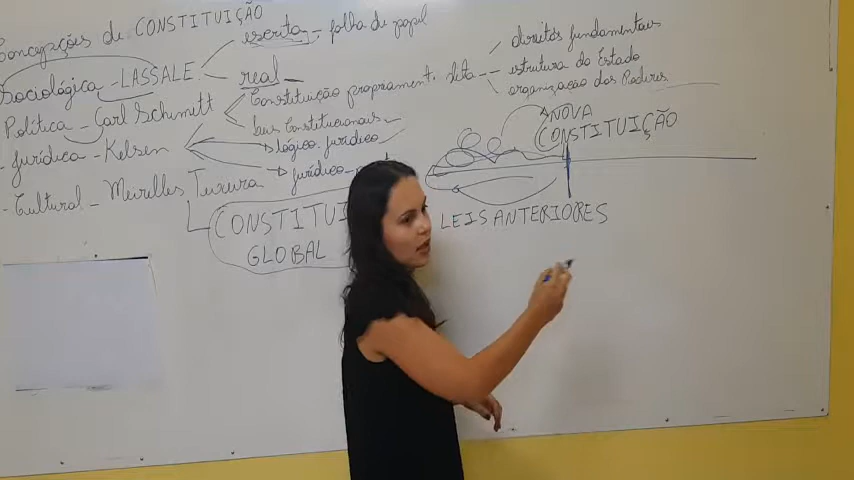 Concepções de CONSTITUIÇÃO
Sociológica - LASSALE
escrita - folha de papel
real
Política - Carl Schmitt
Constituição propriament. dita
direitos fundamentais
estrutura do Estado
organização dos Poderes
Leis Constitucionais
Jurídica - Kelsen
lógico-jurídico
jurídico-
Cultural - Meirelles Teixeira
CONSTITUI
GLOBAL
NOVA
CONSTITUIÇÃO
LEIS ANTERIORES